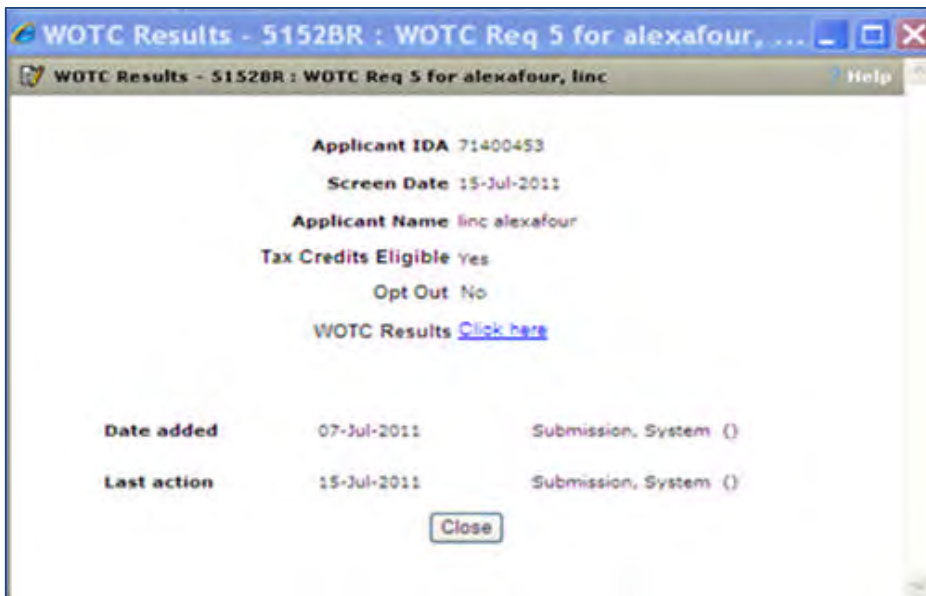 WOTC Results - 5152BR : WOTC Req 5 for alexafour, ...
WOTC Results - 5152BR : WOTC Req 5 for alexafour, linc ? Help
Applicant IDA 71400453
Screen Date 15-Jul-2011
Applicant Name linc alexafour
Tax Credits Eligible Yes
Opt Out No
WOTC Results Click here
Date added 07-Jul-2011 Submission, System ()
Last action 15-Jul-2011 Submission, System ()
Close